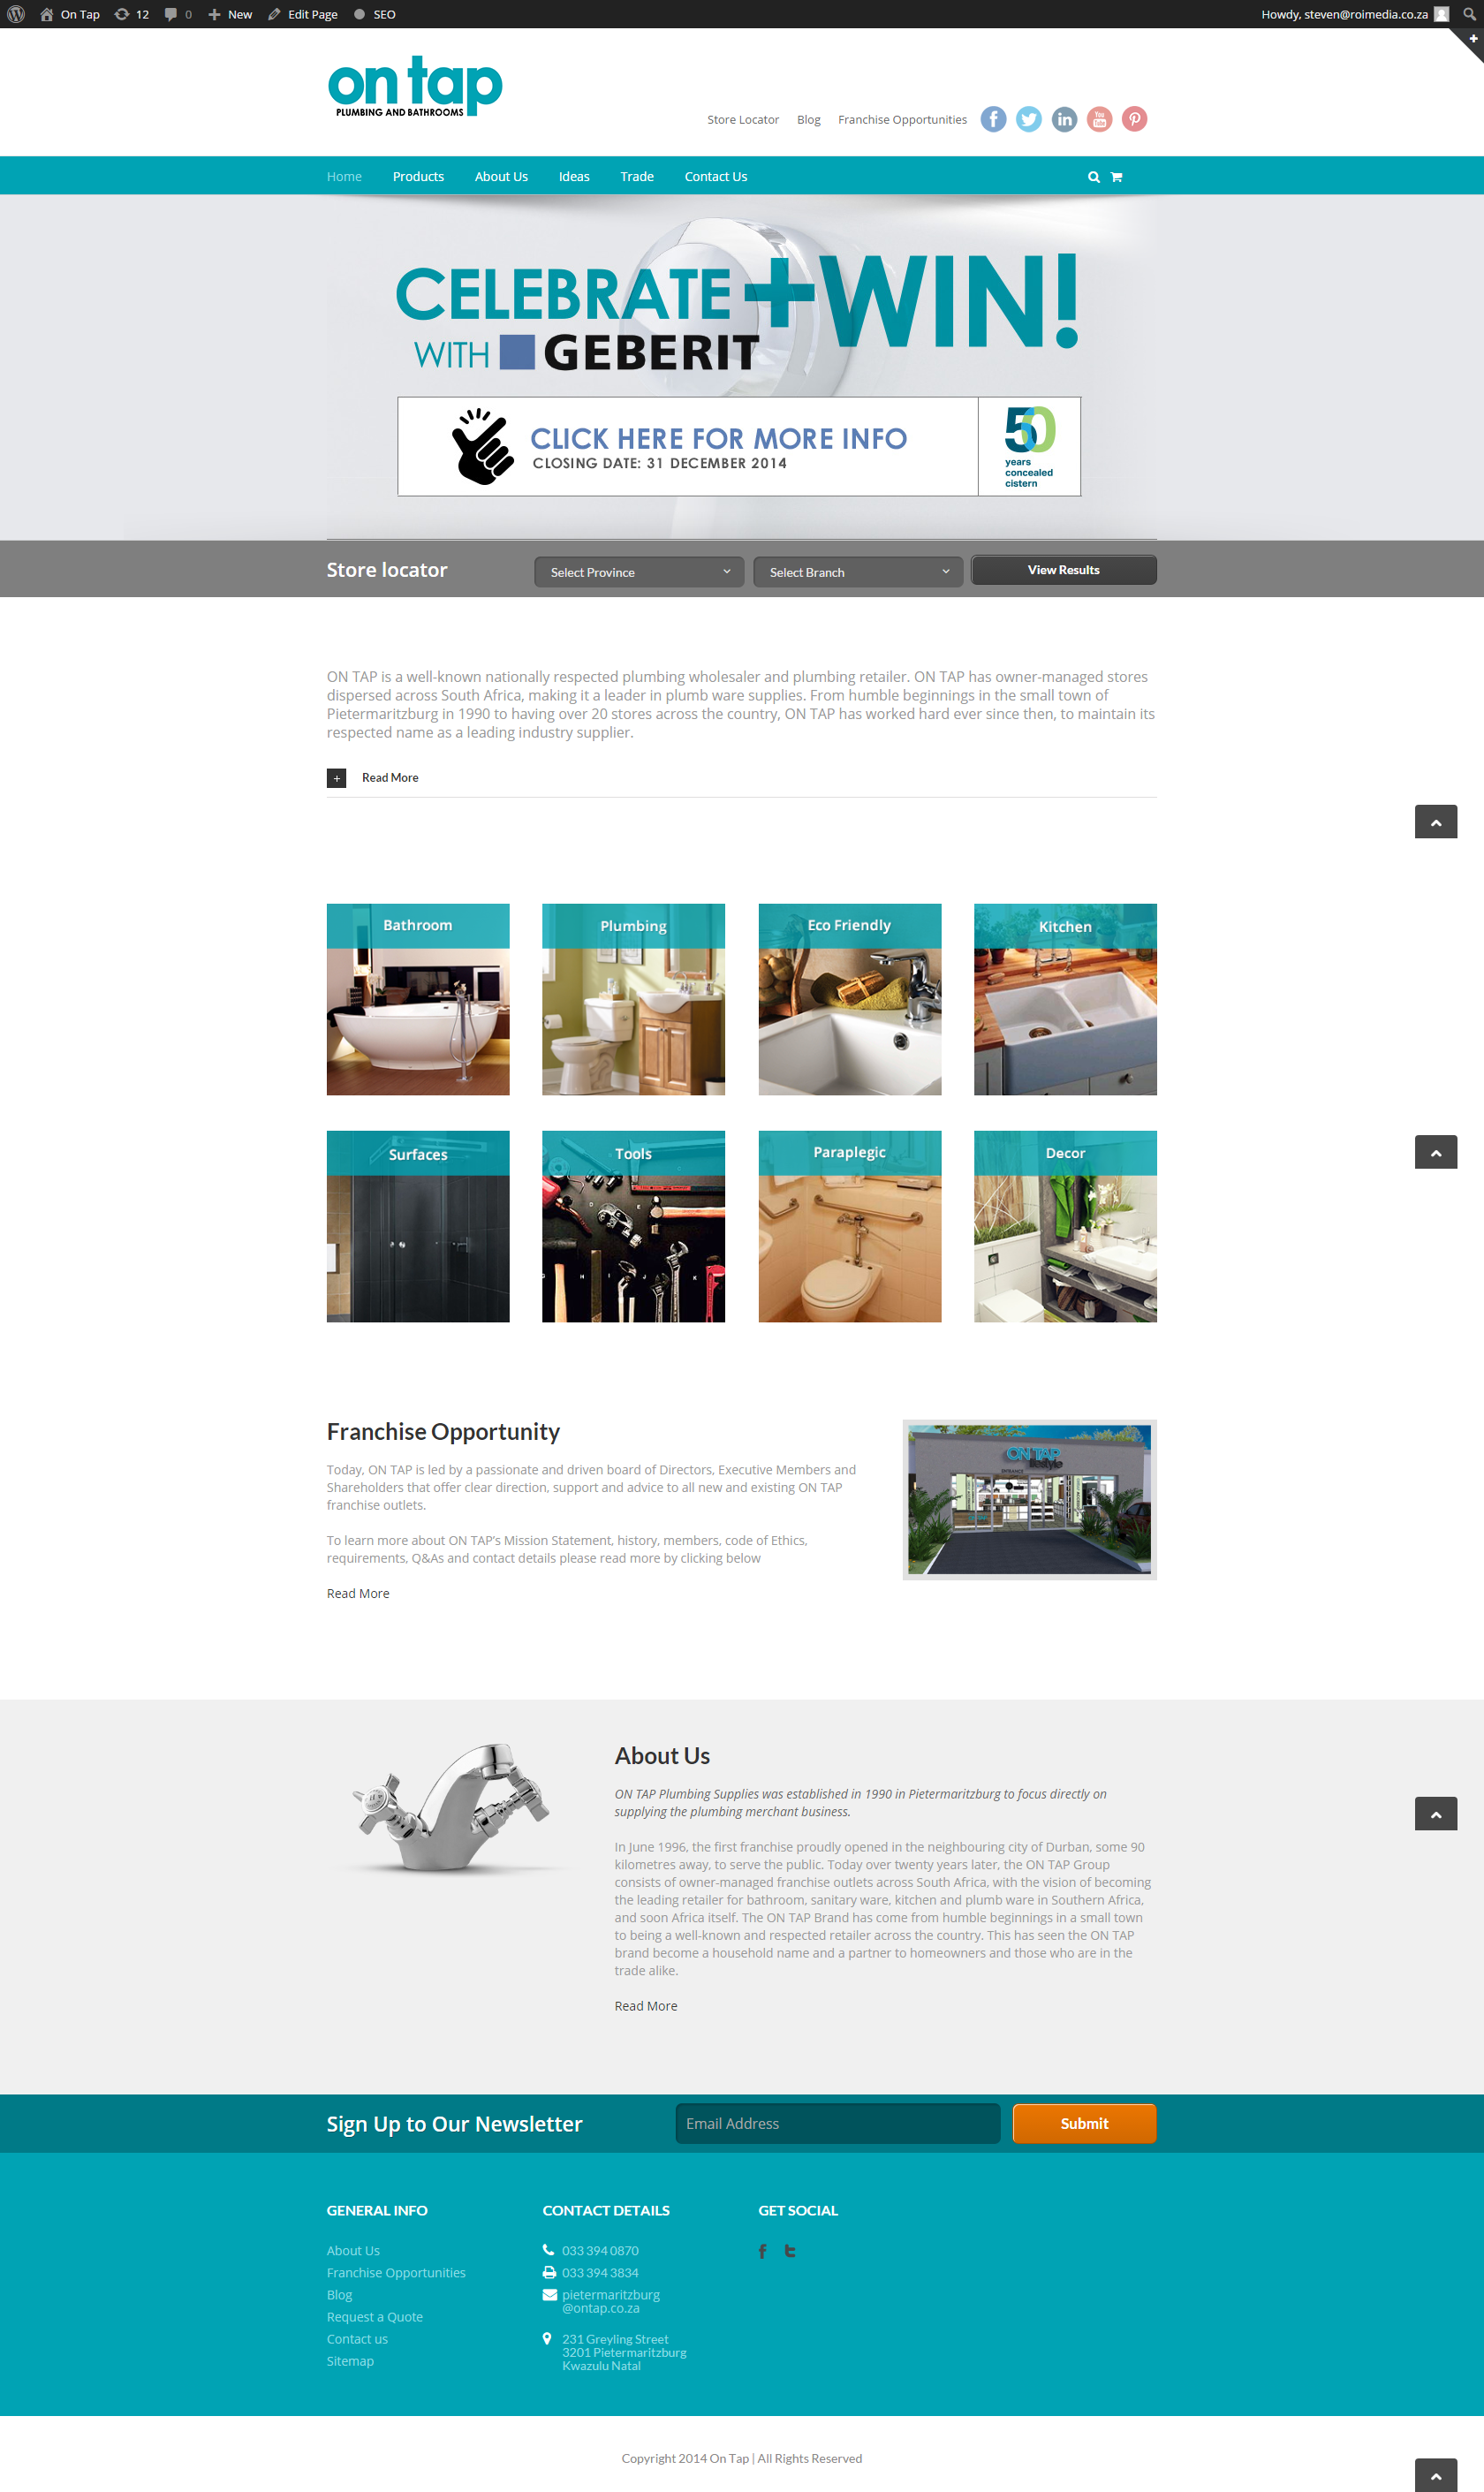 On Tap 12 0 New Edit Page SEO Howdy, steven@roimedia.co.za
on tap
PLUMBING AND BATHROOMS
Store Locator Blog Franchise Opportunities
Home Products About Us Ideas Trade Contact Us
CELEBRATE +WIN!
WITH GEBERIT
CLICK HERE FOR MORE INFO
CLOSING DATE: 31 DECEMBER 2014
50
years
concealed
cistern
Store locator Select Province Select Branch View Results
ON TAP is a well-known nationally respected plumbing wholesaler and plumbing retailer. ON TAP has owner-managed stores
dispersed across South Africa, making it a leader in plumb ware supplies. From humble beginnings in the small town of
Pietermaritzburg in 1990 to having over 20 stores across the country, ON TAP has worked hard ever since then, to maintain its
respected name as a leading industry supplier.
+ Read More
Bathroom Plumbing Eco Friendly Kitchen
Surfaces Tools Paraplegic Decor
Franchise Opportunity
Today, ON TAP is led by a passionate and driven board of Directors, Executive Members and
Shareholders that offer clear direction, support and advice to all new and existing ON TAP
franchise outlets.
To learn more about ON TAP's Mission Statement, history, members, code of Ethics,
requirements, Q&As and contact details please read more by clicking below
Read More
ON TAP
lifestyle
ENTRANCE
About Us
ON TAP Plumbing Supplies was established in 1990 in Pietermaritzburg to focus directly on
supplying the plumbing merchant business.
In June 1996, the first franchise proudly opened in the neighbouring city of Durban, some 90
kilometres away, to serve the public. Today over twenty years later, the ON TAP Group
consists of owner-managed franchise outlets across South Africa, with the vision of becoming
the leading retailer for bathroom, sanitary ware, kitchen and plumb ware in Southern Africa,
and soon Africa itself. The ON TAP Brand has come from humble beginnings in a small town
to being a well-known and respected retailer across the country. This has seen the ON TAP
brand become a household name and a partner to homeowners and those who are in the
trade alike.
Read More
Sign Up to Our Newsletter Email Address Submit
GENERAL INFO
About Us
Franchise Opportunities
Blog
Request a Quote
Contact us
Sitemap
CONTACT DETAILS
033 394 0870
033 394 3834
pietermaritzburg
@ontap.co.za
231 Greyling Street
3201 Pietermaritzburg
Kwazulu Natal
GET SOCIAL
Copyright 2014 On Tap | All Rights Reserved